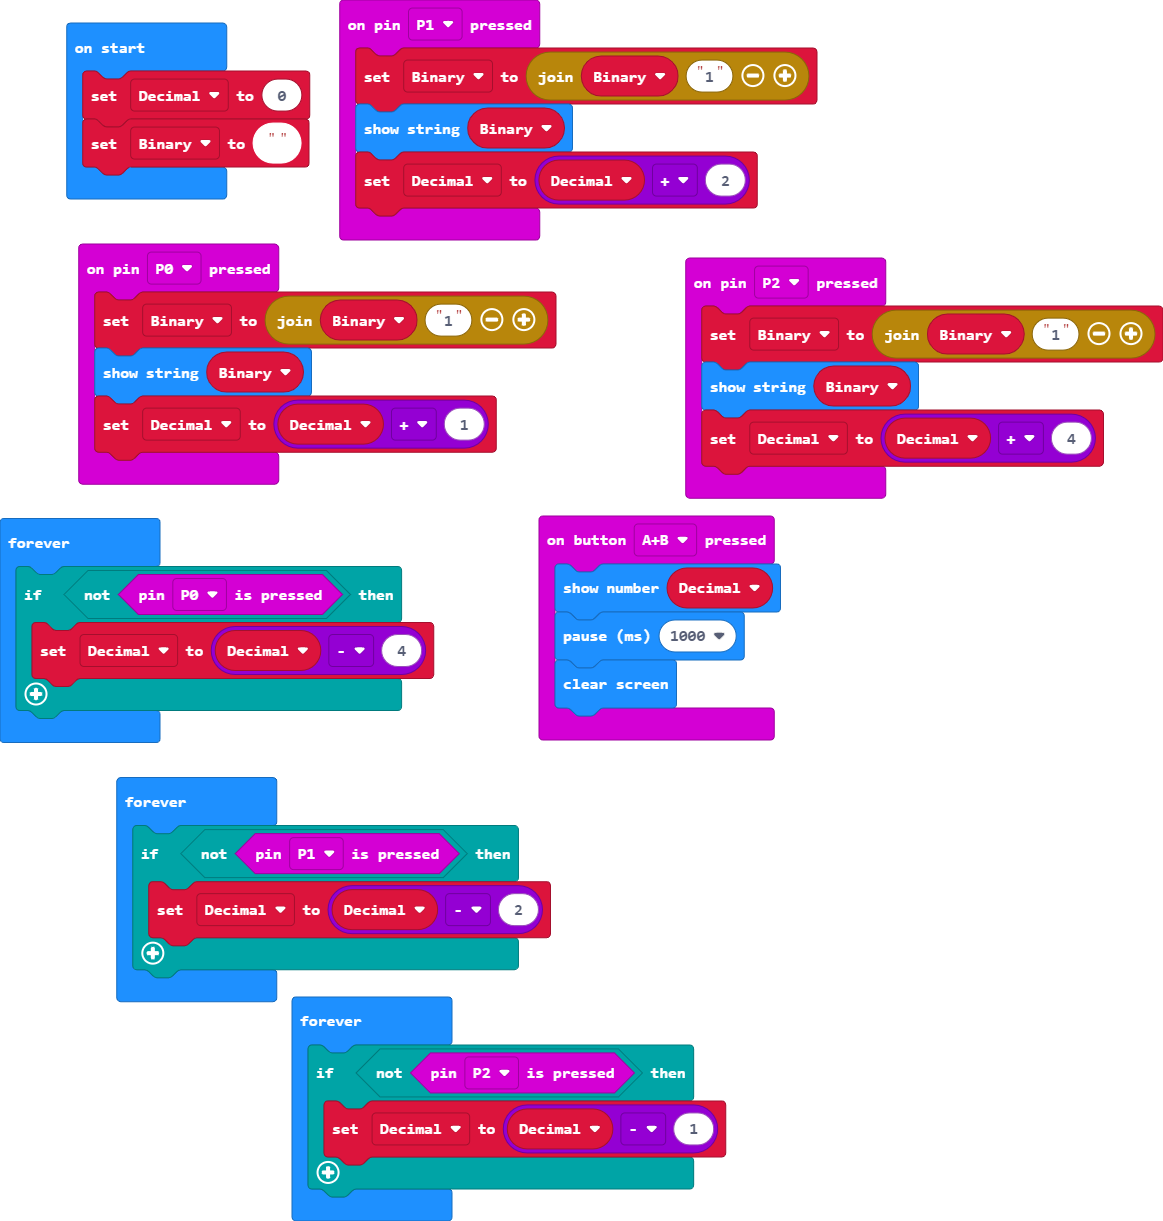 on start
set Decimal to 0
set Binary to " "
on pin P1 pressed
set Binary to join Binary "1"
show string Binary
set Decimal to Decimal + 2
on pin P0 pressed
set Binary to join Binary "1"
show string Binary
set Decimal to Decimal + 1
on pin P2 pressed
set Binary to join Binary "1"
show string Binary
set Decimal to Decimal + 4
forever
if not pin P0 is pressed then
set Decimal to Decimal - 4
on button A+B pressed
show number Decimal
pause (ms) 1000
clear screen
forever
if not pin P1 is pressed then
set Decimal to Decimal - 2
forever
if not pin P2 is pressed then
set Decimal to Decimal - 1